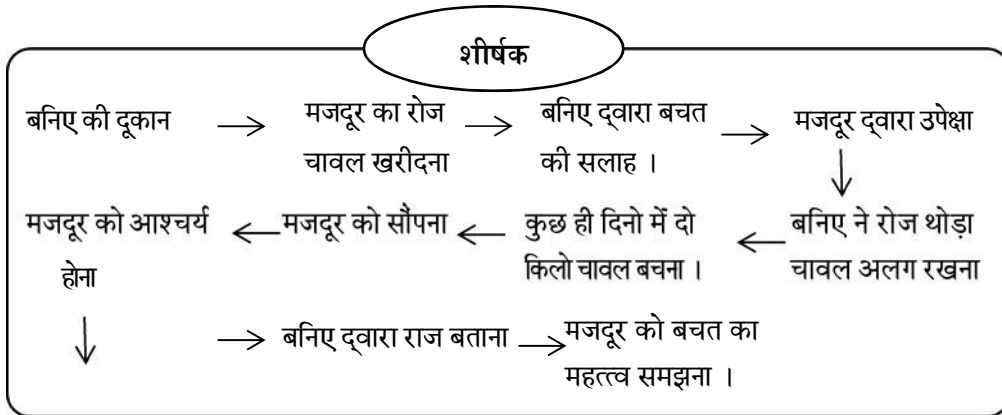 शीर्षक
बनिए की दूकान → मजदूर का रोज चावल खरीदना → बनिए द्वारा बचत की सलाह । → मजदूर द्वारा उपेक्षा
↓
बनिए ने रोज थोड़ा चावल अलग रखना
← कुछ ही दिनो में दो किलो चावल बचना ।
← मजदूर को सौंपना
← मजदूर को आश्चर्य होना
↓
→ बनिए द्वारा राज बताना → मजदूर को बचत का महत्त्व समझना ।